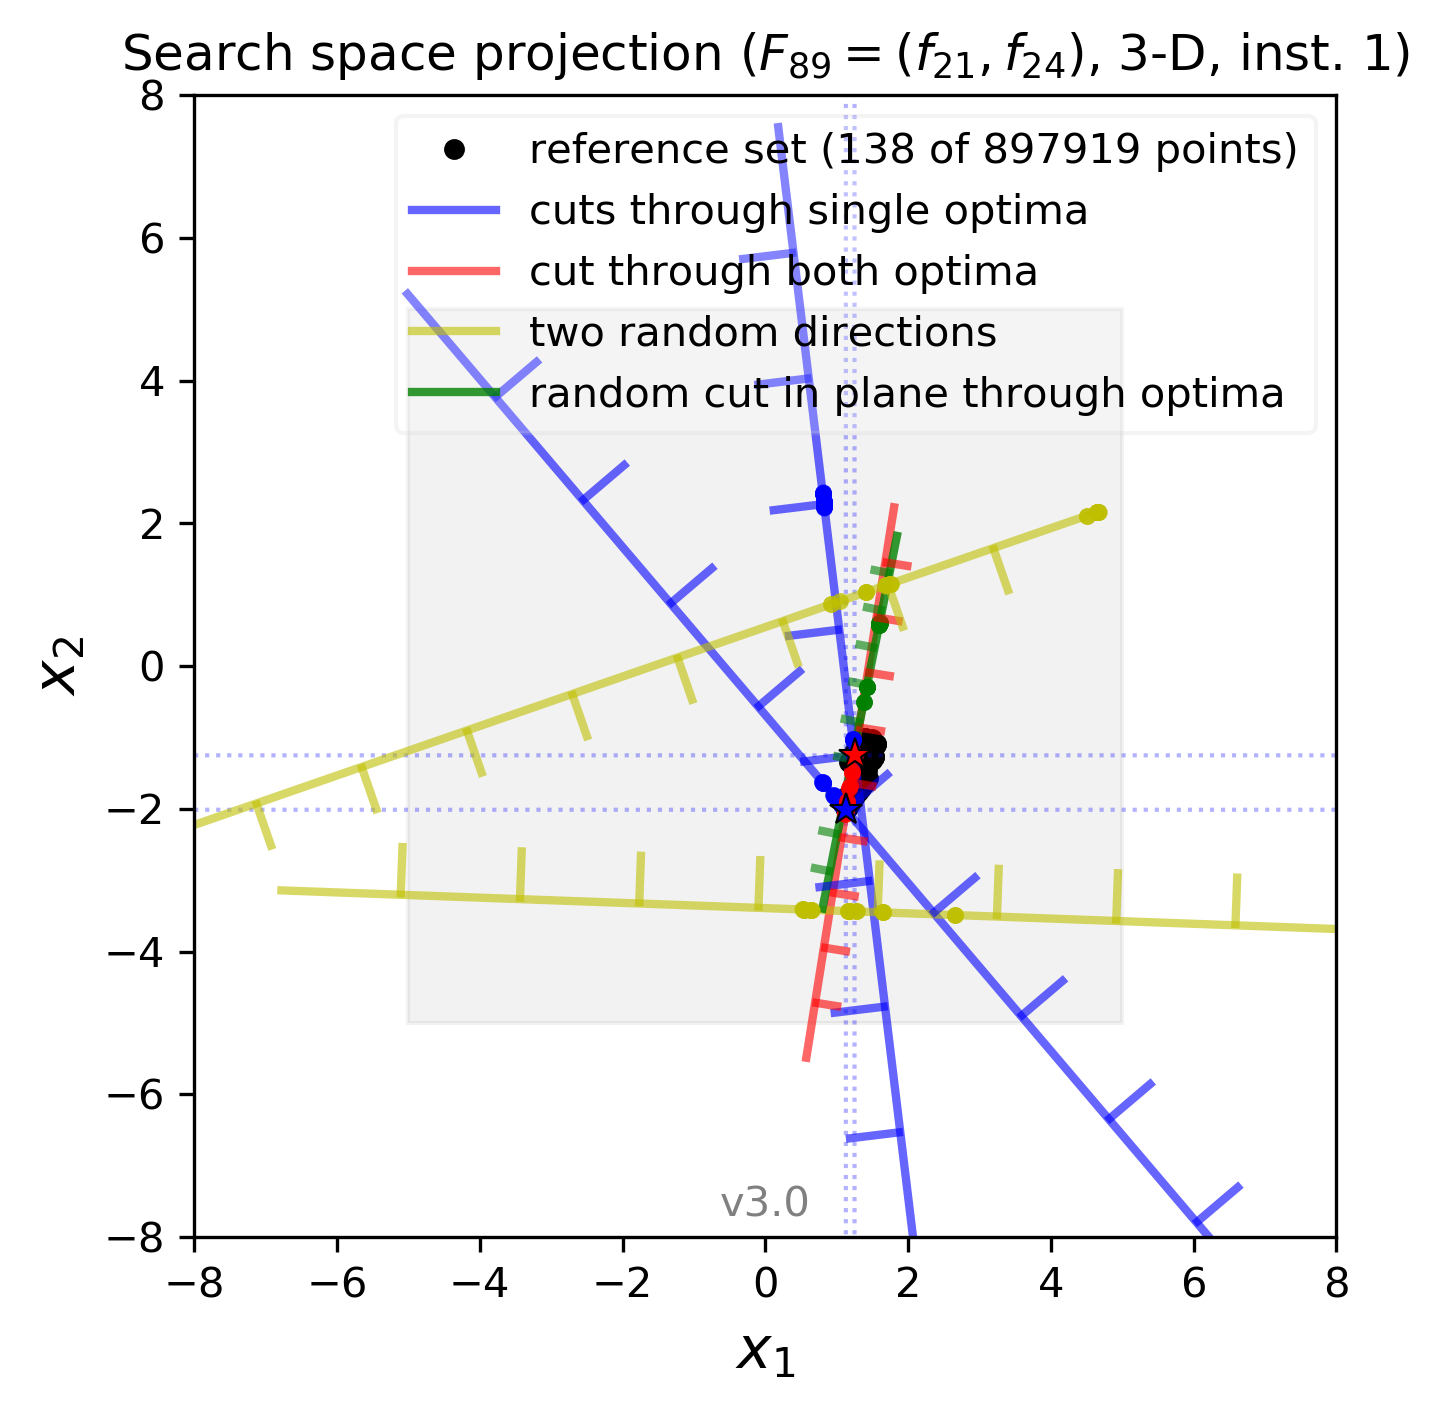 Search space projection (F₈₉ = (f₂₁, f₂₄), 3-D, inst. 1)
reference set (138 of 897919 points)
cuts through single optima
cut through both optima
two random directions
random cut in plane through optima
8
6
4
2
0
−2
−4
−6
−8
x₂
v3.0
−8 −6 −4 −2 0 2 4 6 8
x₁